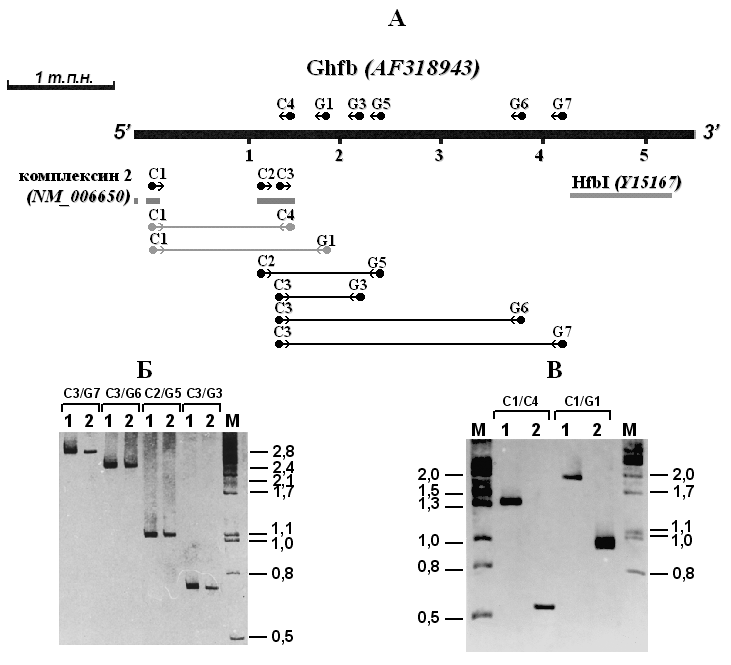 А
1 т.п.н.
Ghfb (AF318943)
C4 G1 G3 G5 G6 G7
5' 3'
1 2 3 4 5
комплексин 2
(NM_006650)
C1 C2 C3
HfbI (Y15167)
C1 C4
C1 G1
C2 G5
C3 G3
C3 G6
C3 G7
Б
C3/G7 C3/G6 C2/G5 C3/G3
1 2 1 2 1 2 1 2 M
2,8
2,4
2,1
1,7
1,1
1,0
0,8
0,5
В
C1/C4 C1/G1
M 1 2 1 2 M
2,0 2,0
1,5 1,7
1,3
1,1
1,0 1,0
0,8 0,8
0,5